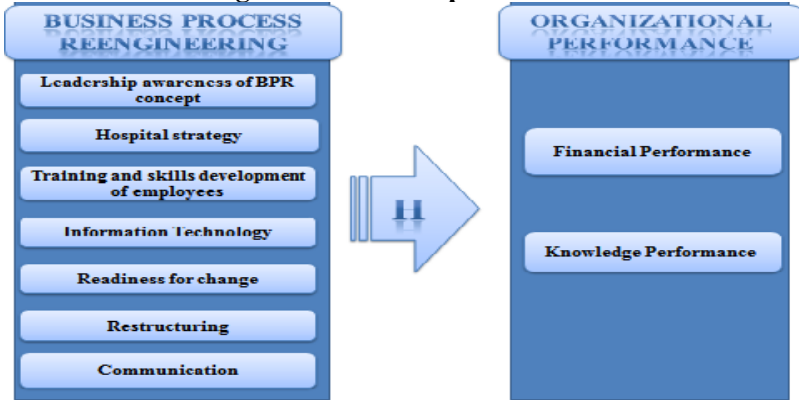 BUSINESS PROCESS
REENGINEERING
Leadership awareness of BPR
concept
Hospital strategy
Training and skills development
of employees
Information Technology
Readiness for change
Restructuring
Communication
H
ORGANIZATIONAL
PERFORMANCE
Financial Performance
Knowledge Performance